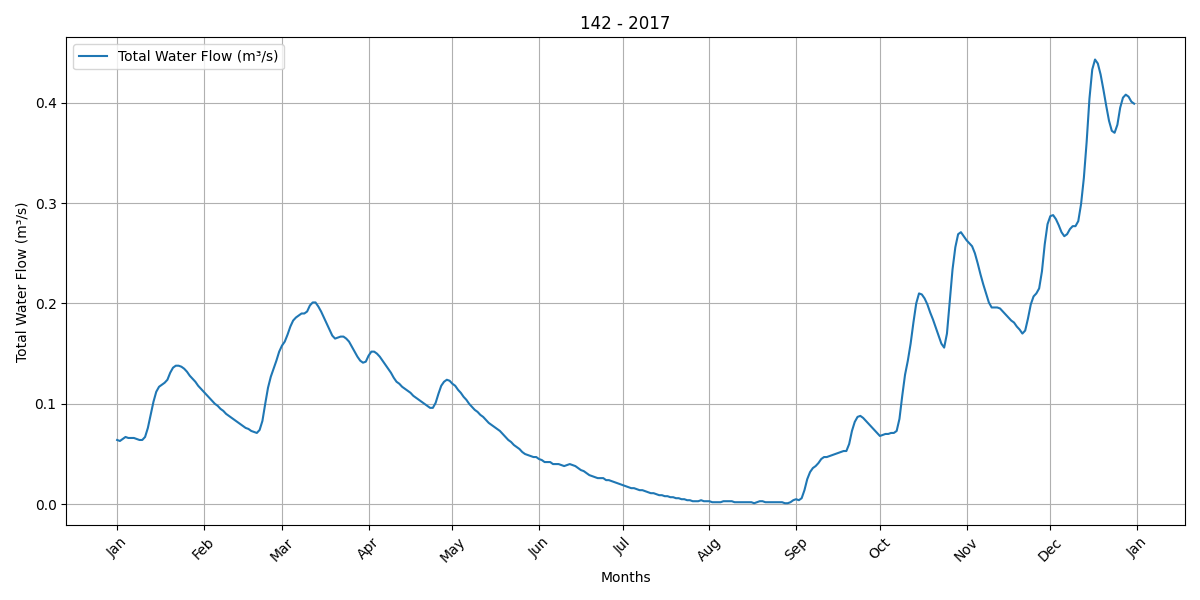 142 - 2017
Total Water Flow (m³/s)
Total Water Flow (m³/s)
0.4
0.3
0.2
0.1
0.0
Jan Feb Mar Apr May Jun Jul Aug Sep Oct Nov Dec Jan
Months